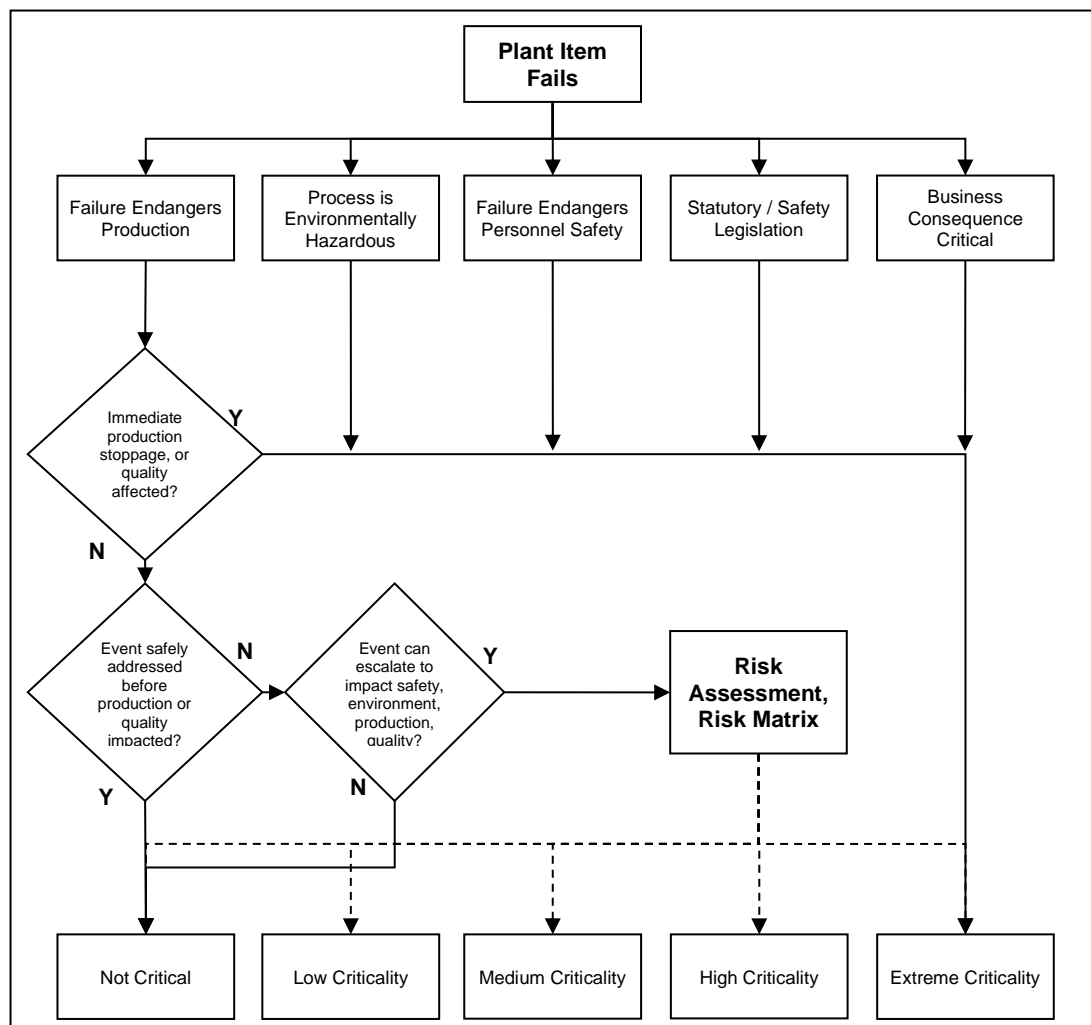 Plant Item
Fails
Failure Endangers
Production
Process is
Environmentally
Hazardous
Failure Endangers
Personnel Safety
Statutory / Safety
Legislation
Business
Consequence
Critical
Immediate
production
stoppage, or
quality
affected?
Y
N
Event safely
addressed
before
production or
quality
impacted?
N
Y
Event can
escalate to
impact safety,
environment,
production,
quality?
Y
N
Risk
Assessment,
Risk Matrix
Not Critical
Low Criticality
Medium Criticality
High Criticality
Extreme Criticality